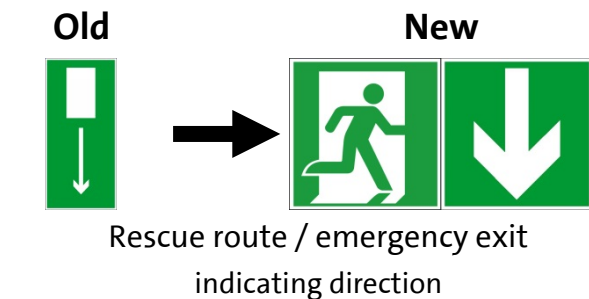 Old New
Rescue route / emergency exit
indicating direction